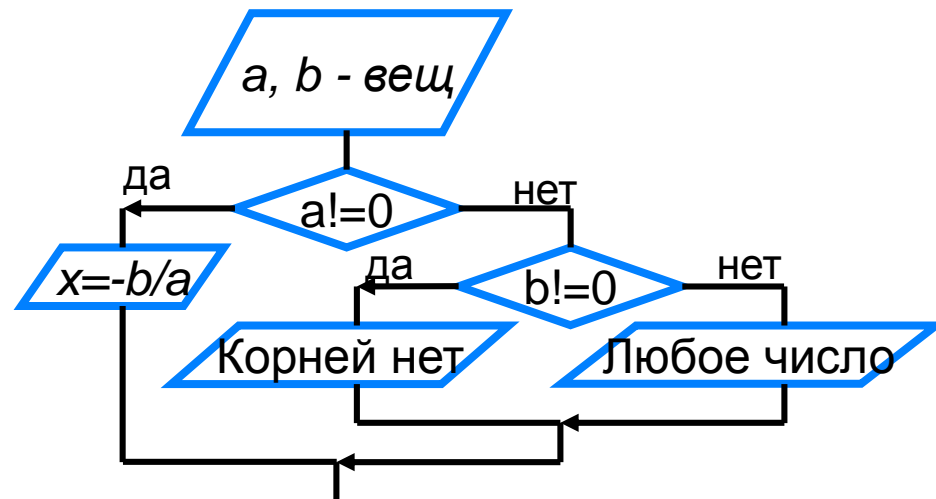 a, b - вещ
да
нет
a!=0
x=-b/a
да
нет
b!=0
Корней нет
Любое число